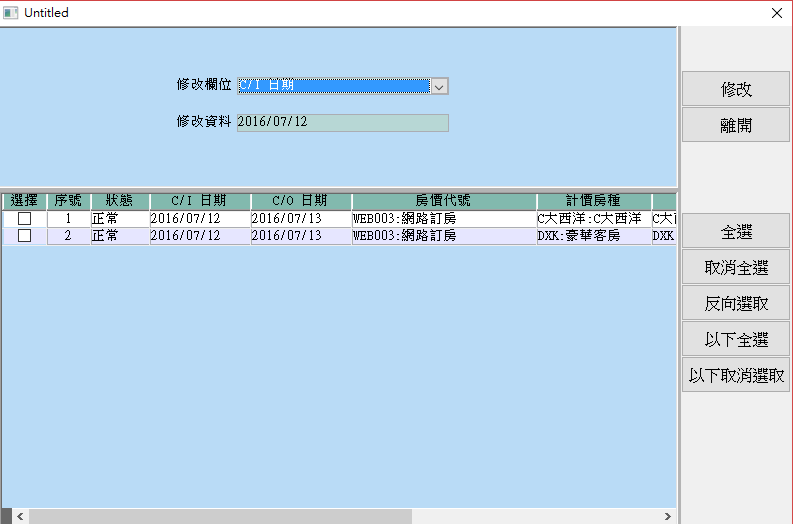 Untitled
修改欄位 C/I 日期
修改資料 2016/07/12
修改
離開
選擇 序號 狀態 C/I 日期 C/O 日期 房價代號 計價房種
1 正常 2016/07/12 2016/07/13 WEB003:網路訂房 C大西洋:C大西洋
2 正常 2016/07/12 2016/07/13 WEB003:網路訂房 DXK:豪華客房 DXK
全選
取消全選
反向選取
以下全選
以下取消選取